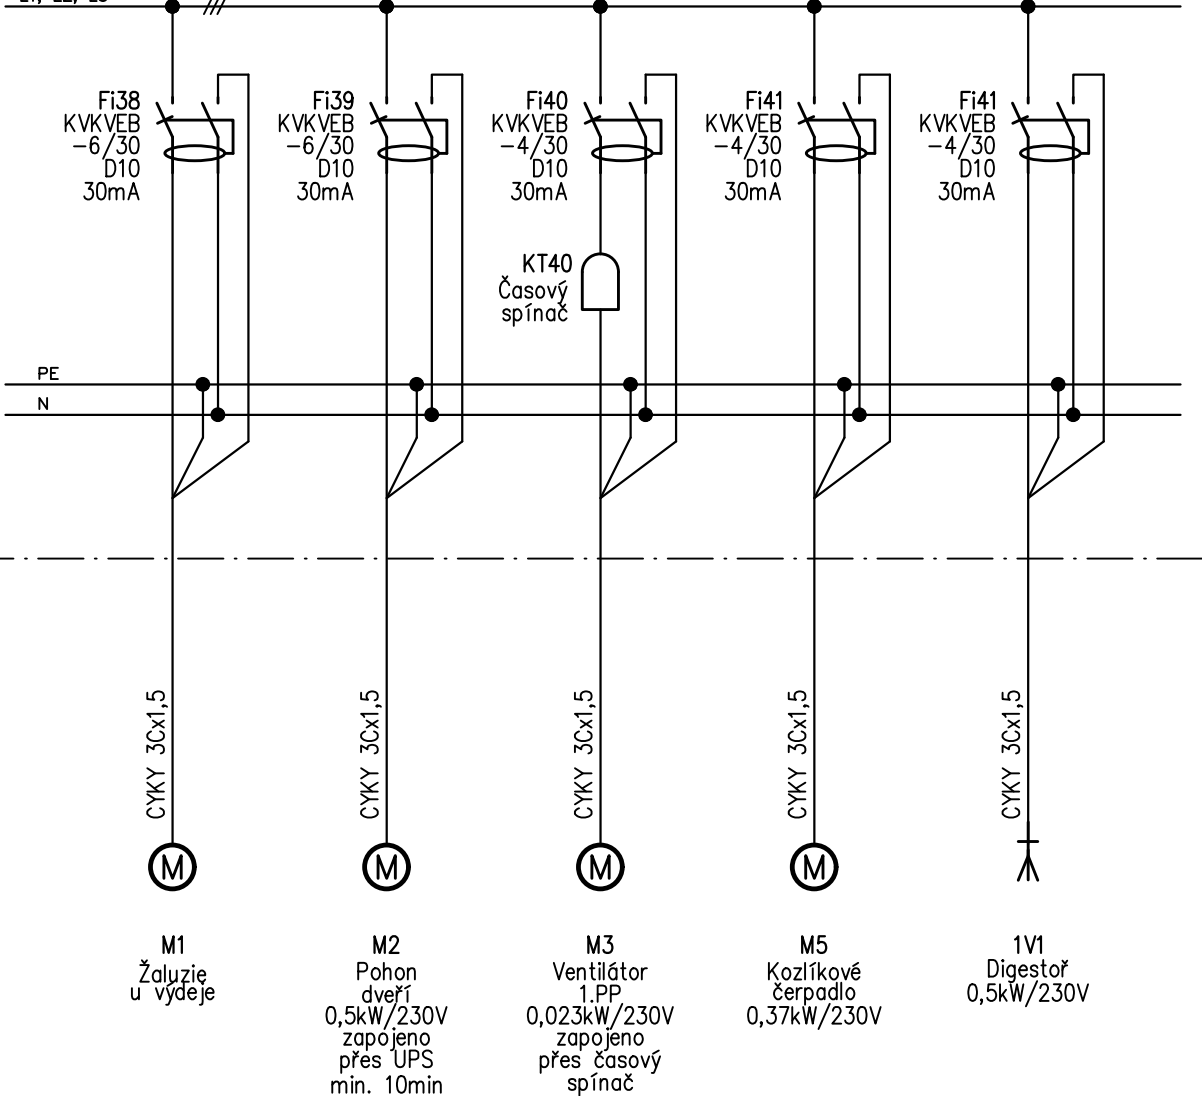 Fi38
KVKVEB
-6/30
D10
30mA
Fi39
KVKVEB
-6/30
D10
30mA
Fi40
KVKVEB
-4/30
D10
30mA
Fi41
KVKVEB
-4/30
D10
30mA
Fi41
KVKVEB
-4/30
D10
30mA
KT40
Časový
spínač
PE
N
CYKY 3Cx1,5
CYKY 3Cx1,5
CYKY 3Cx1,5
CYKY 3Cx1,5
CYKY 3Cx1,5
M
M
M
M
M1
Žaluzie
u výdeje
M2
Pohon
dveří
0,5kW/230V
zapojeno
přes UPS
min. 10min
M3
Ventilátor
1.PP
0,023kW/230V
zapojeno
přes časový
spínač
M5
Kozlíkové
čerpadlo
0,37kW/230V
1V1
Digestoř
0,5kW/230V